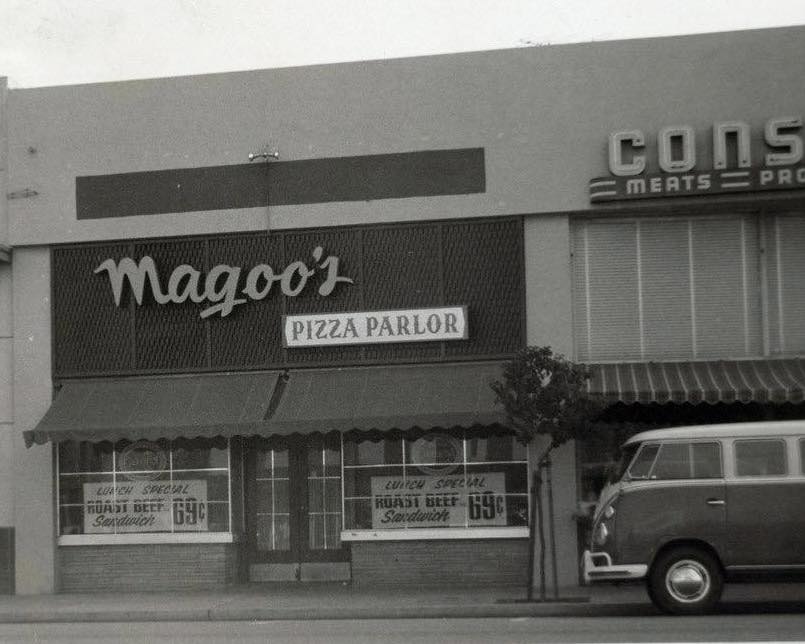 CONS
MEATS PRO
Magoo's
PIZZA PARLOR
LUNCH SPECIAL
ROAST BEEF 69¢
Sandwich
LUNCH SPECIAL
ROAST BEEF 69¢
Sandwich